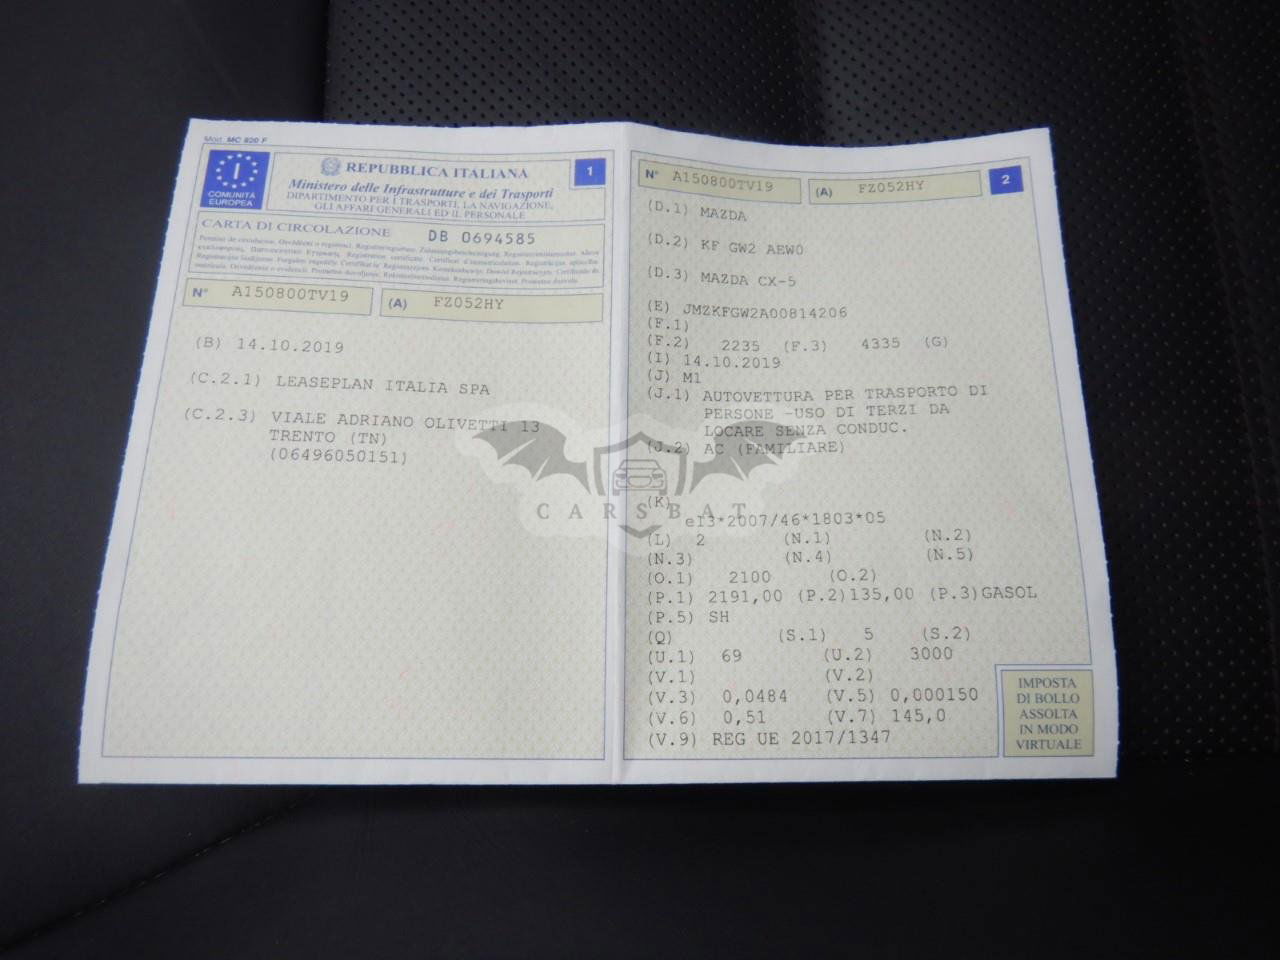 Mod. MC 820 F
I
COMUNITÀ
EUROPEA
REPUBBLICA ITALIANA
Ministero delle Infrastrutture e dei Trasporti
DIPARTIMENTO PER I TRASPORTI, LA NAVIGAZIONE,
GLI AFFARI GENERALI ED IL PERSONALE
1
CARTA DI CIRCOLAZIONE DB 0694585
N° A150800TV19 (A) FZ052HY
(B) 14.10.2019
(C.2.1) LEASEPLAN ITALIA SPA
(C.2.3) VIALE ADRIANO OLIVETTI 13
TRENTO (TN)
(06496050151)
N° A150800TV19 (A) FZ052HY
2
(D.1) MAZDA
(D.2) KF GW2 AEW0
(D.3) MAZDA CX-5
(E) JMZKFGW2A00814206
(F.1)
(F.2) 2235 (F.3) 4335 (G)
(I) 14.10.2019
(J) M1
(J.1) AUTOVETTURA PER TRASPORTO DI
PERSONE -USO DI TERZI DA
LOCARE SENZA CONDUC.
(J.2) AC (FAMILIARE)
(K)
e13*2007/46*1803*05
(L) 2 (N.1) (N.2)
(N.3) (N.4) (N.5)
(O.1) 2100 (O.2)
(P.1) 2191,00 (P.2)135,00 (P.3)GASOL
(P.5) SH
(Q) (S.1) 5 (S.2)
(U.1) 69 (U.2) 3000
(V.1) (V.2)
(V.3) 0,0484 (V.5) 0,000150
(V.6) 0,51 (V.7) 145,0
(V.9) REG UE 2017/1347
IMPOSTA
DI BOLLO
ASSOLTA
IN MODO
VIRTUALE
CARSBAT